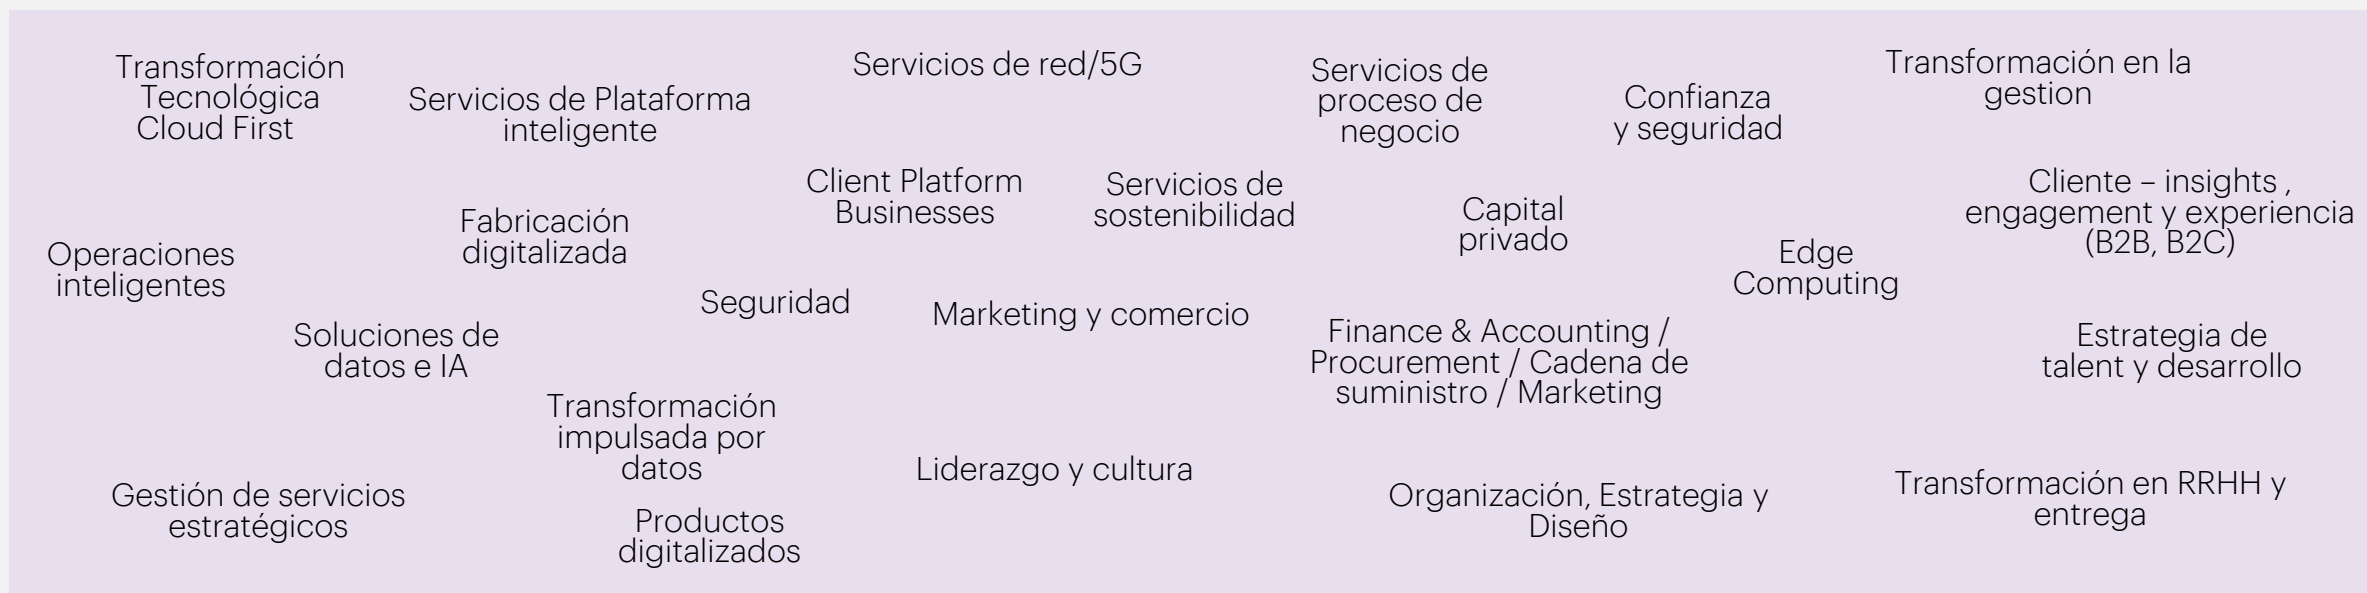 Transformación
Tecnológica
Cloud First
Servicios de Plataforma
inteligente
Servicios de red/5G
Servicios de
proceso de
negocio
Confianza
y seguridad
Transformación en la
gestion
Client Platform
Businesses
Servicios de
sostenibilidad
Capital
privado
Cliente – insights ,
engagement y experiencia
(B2B, B2C)
Operaciones
inteligentes
Fabricación
digitalizada
Edge
Computing
Seguridad
Marketing y comercio
Soluciones de
datos e IA
Finance & Accounting /
Procurement / Cadena de
suministro / Marketing
Estrategia de
talent y desarrollo
Transformación
impulsada por
datos
Liderazgo y cultura
Gestión de servicios
estratégicos
Productos
digitalizados
Organización, Estrategia y
Diseño
Transformación en RRHH y
entrega